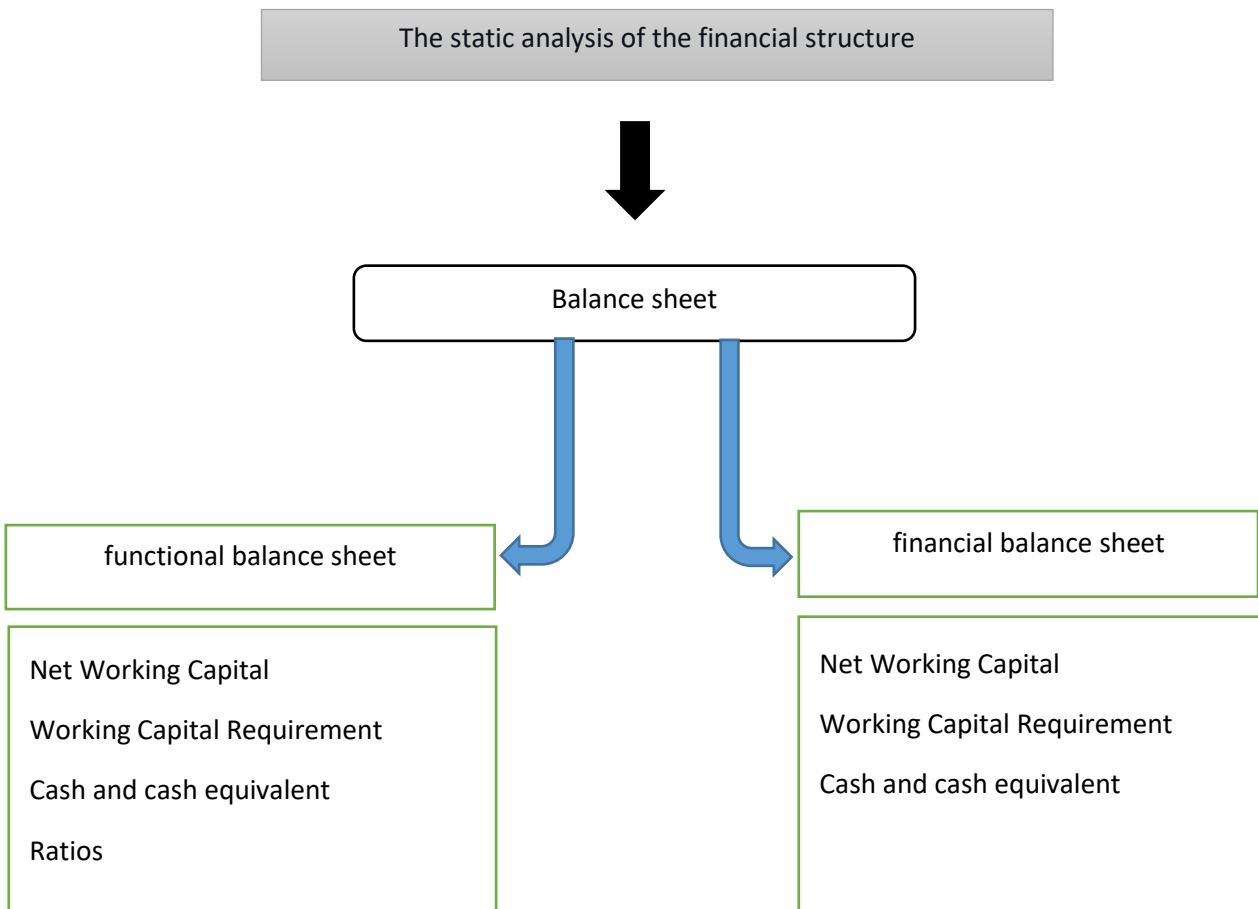 The static analysis of the financial structure
Balance sheet
functional balance sheet
Net Working Capital
Working Capital Requirement
Cash and cash equivalent
Ratios
financial balance sheet
Net Working Capital
Working Capital Requirement
Cash and cash equivalent